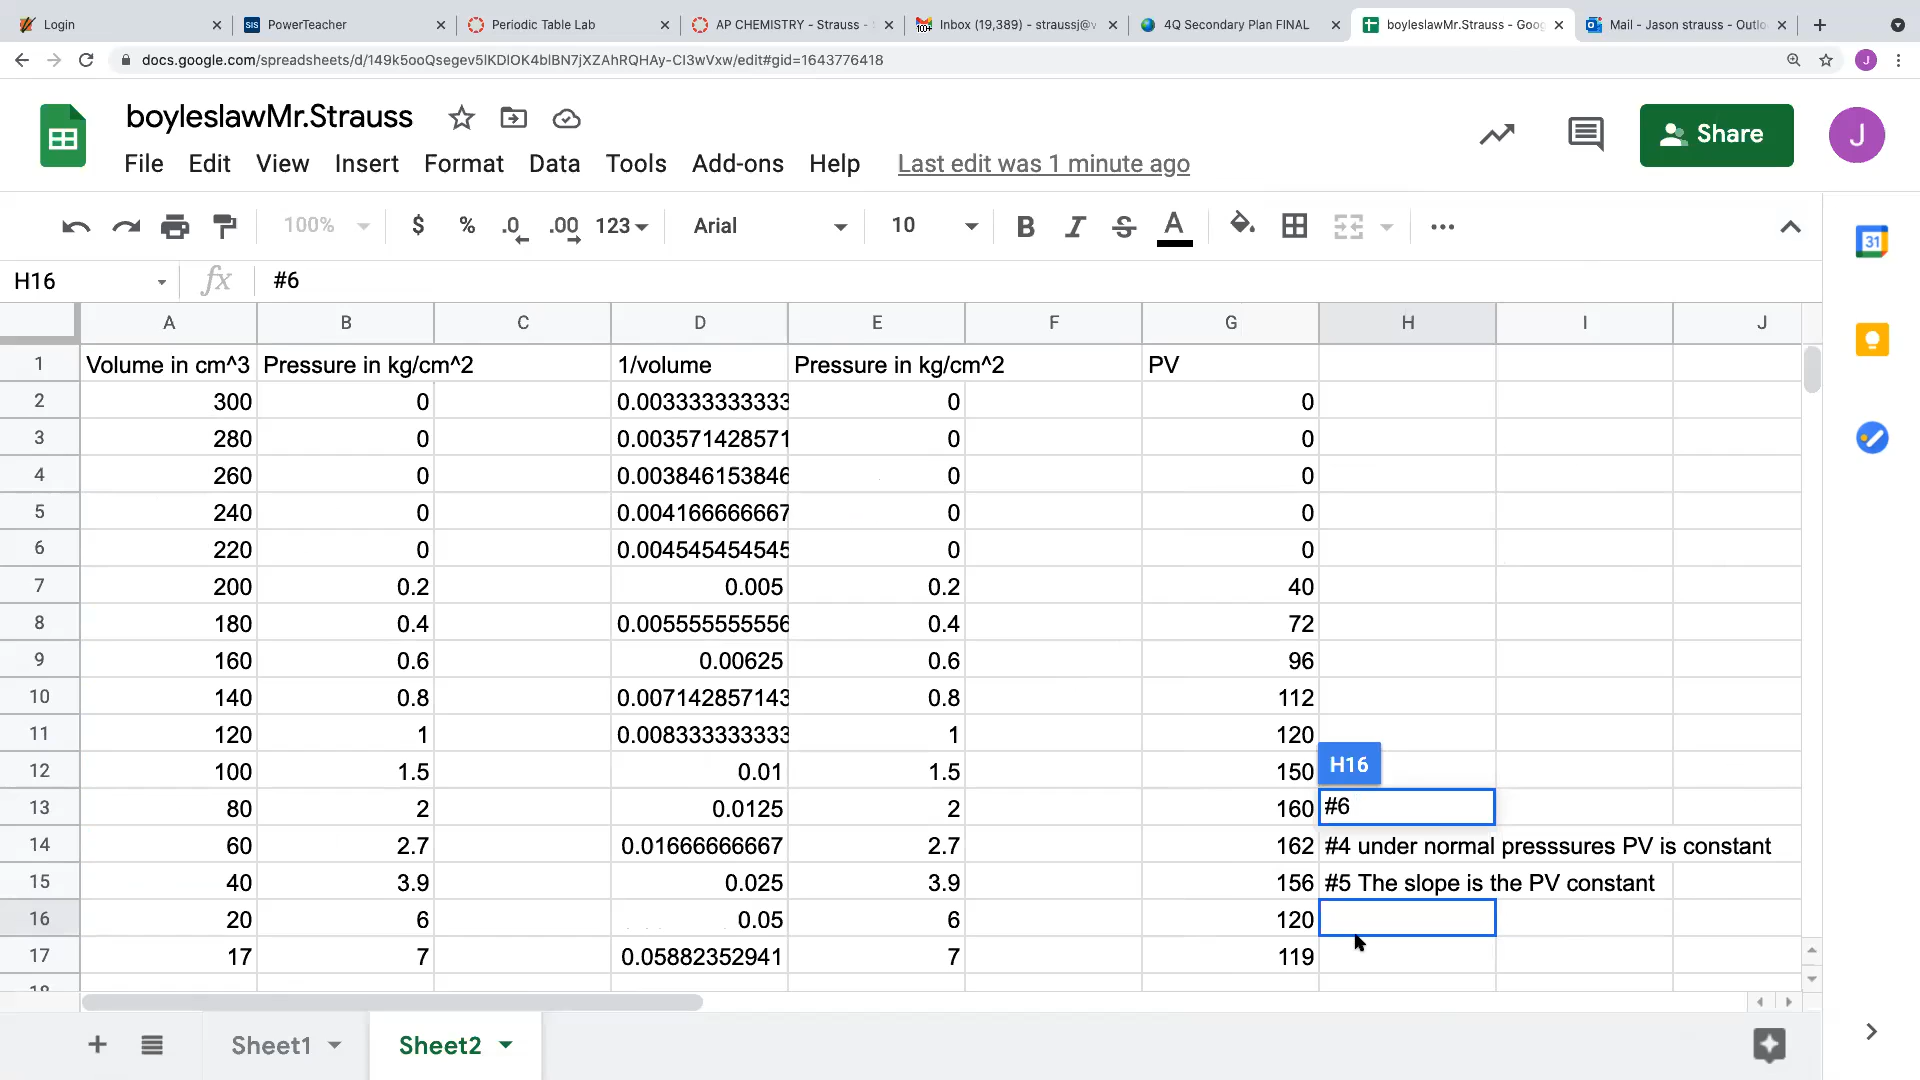 Login
SIS PowerTeacher
Periodic Table Lab
AP CHEMISTRY - Strauss -
100+ Inbox (19,389) - straussj@v
4Q Secondary Plan FINAL
boyleslawMr.Strauss - Goog
Mail - Jason strauss - Outlo
docs.google.com/spreadsheets/d/149k5ooQsegev5lKDlOK4blBN7jXZAhRQHAy-CI3wVxw/edit#gid=1643776418
J
boyleslawMr.Strauss
Share
J
File Edit View Insert Format Data Tools Add-ons Help Last edit was 1 minute ago
100% $ % .0 .00 123 Arial 10 B I S A
31
H16 fx #6
A B C D E F G H I J
1 Volume in cm^3 Pressure in kg/cm^2 1/volume Pressure in kg/cm^2 PV
2 300 0 0.003333333333 0 0
3 280 0 0.003571428571 0 0
4 260 0 0.003846153846 0 0
5 240 0 0.004166666667 0 0
6 220 0 0.004545454545 0 0
7 200 0.2 0.005 0.2 40
8 180 0.4 0.005555555556 0.4 72
9 160 0.6 0.00625 0.6 96
10 140 0.8 0.007142857143 0.8 112
11 120 1 0.008333333333 1 120
12 100 1.5 0.01 1.5 150 H16
13 80 2 0.0125 2 160 #6
14 60 2.7 0.01666666667 2.7 162 #4 under normal presssures PV is constant
15 40 3.9 0.025 3.9 156 #5 The slope is the PV constant
16 20 6 0.05 6 120
17 17 7 0.05882352941 7 119
Sheet1 Sheet2